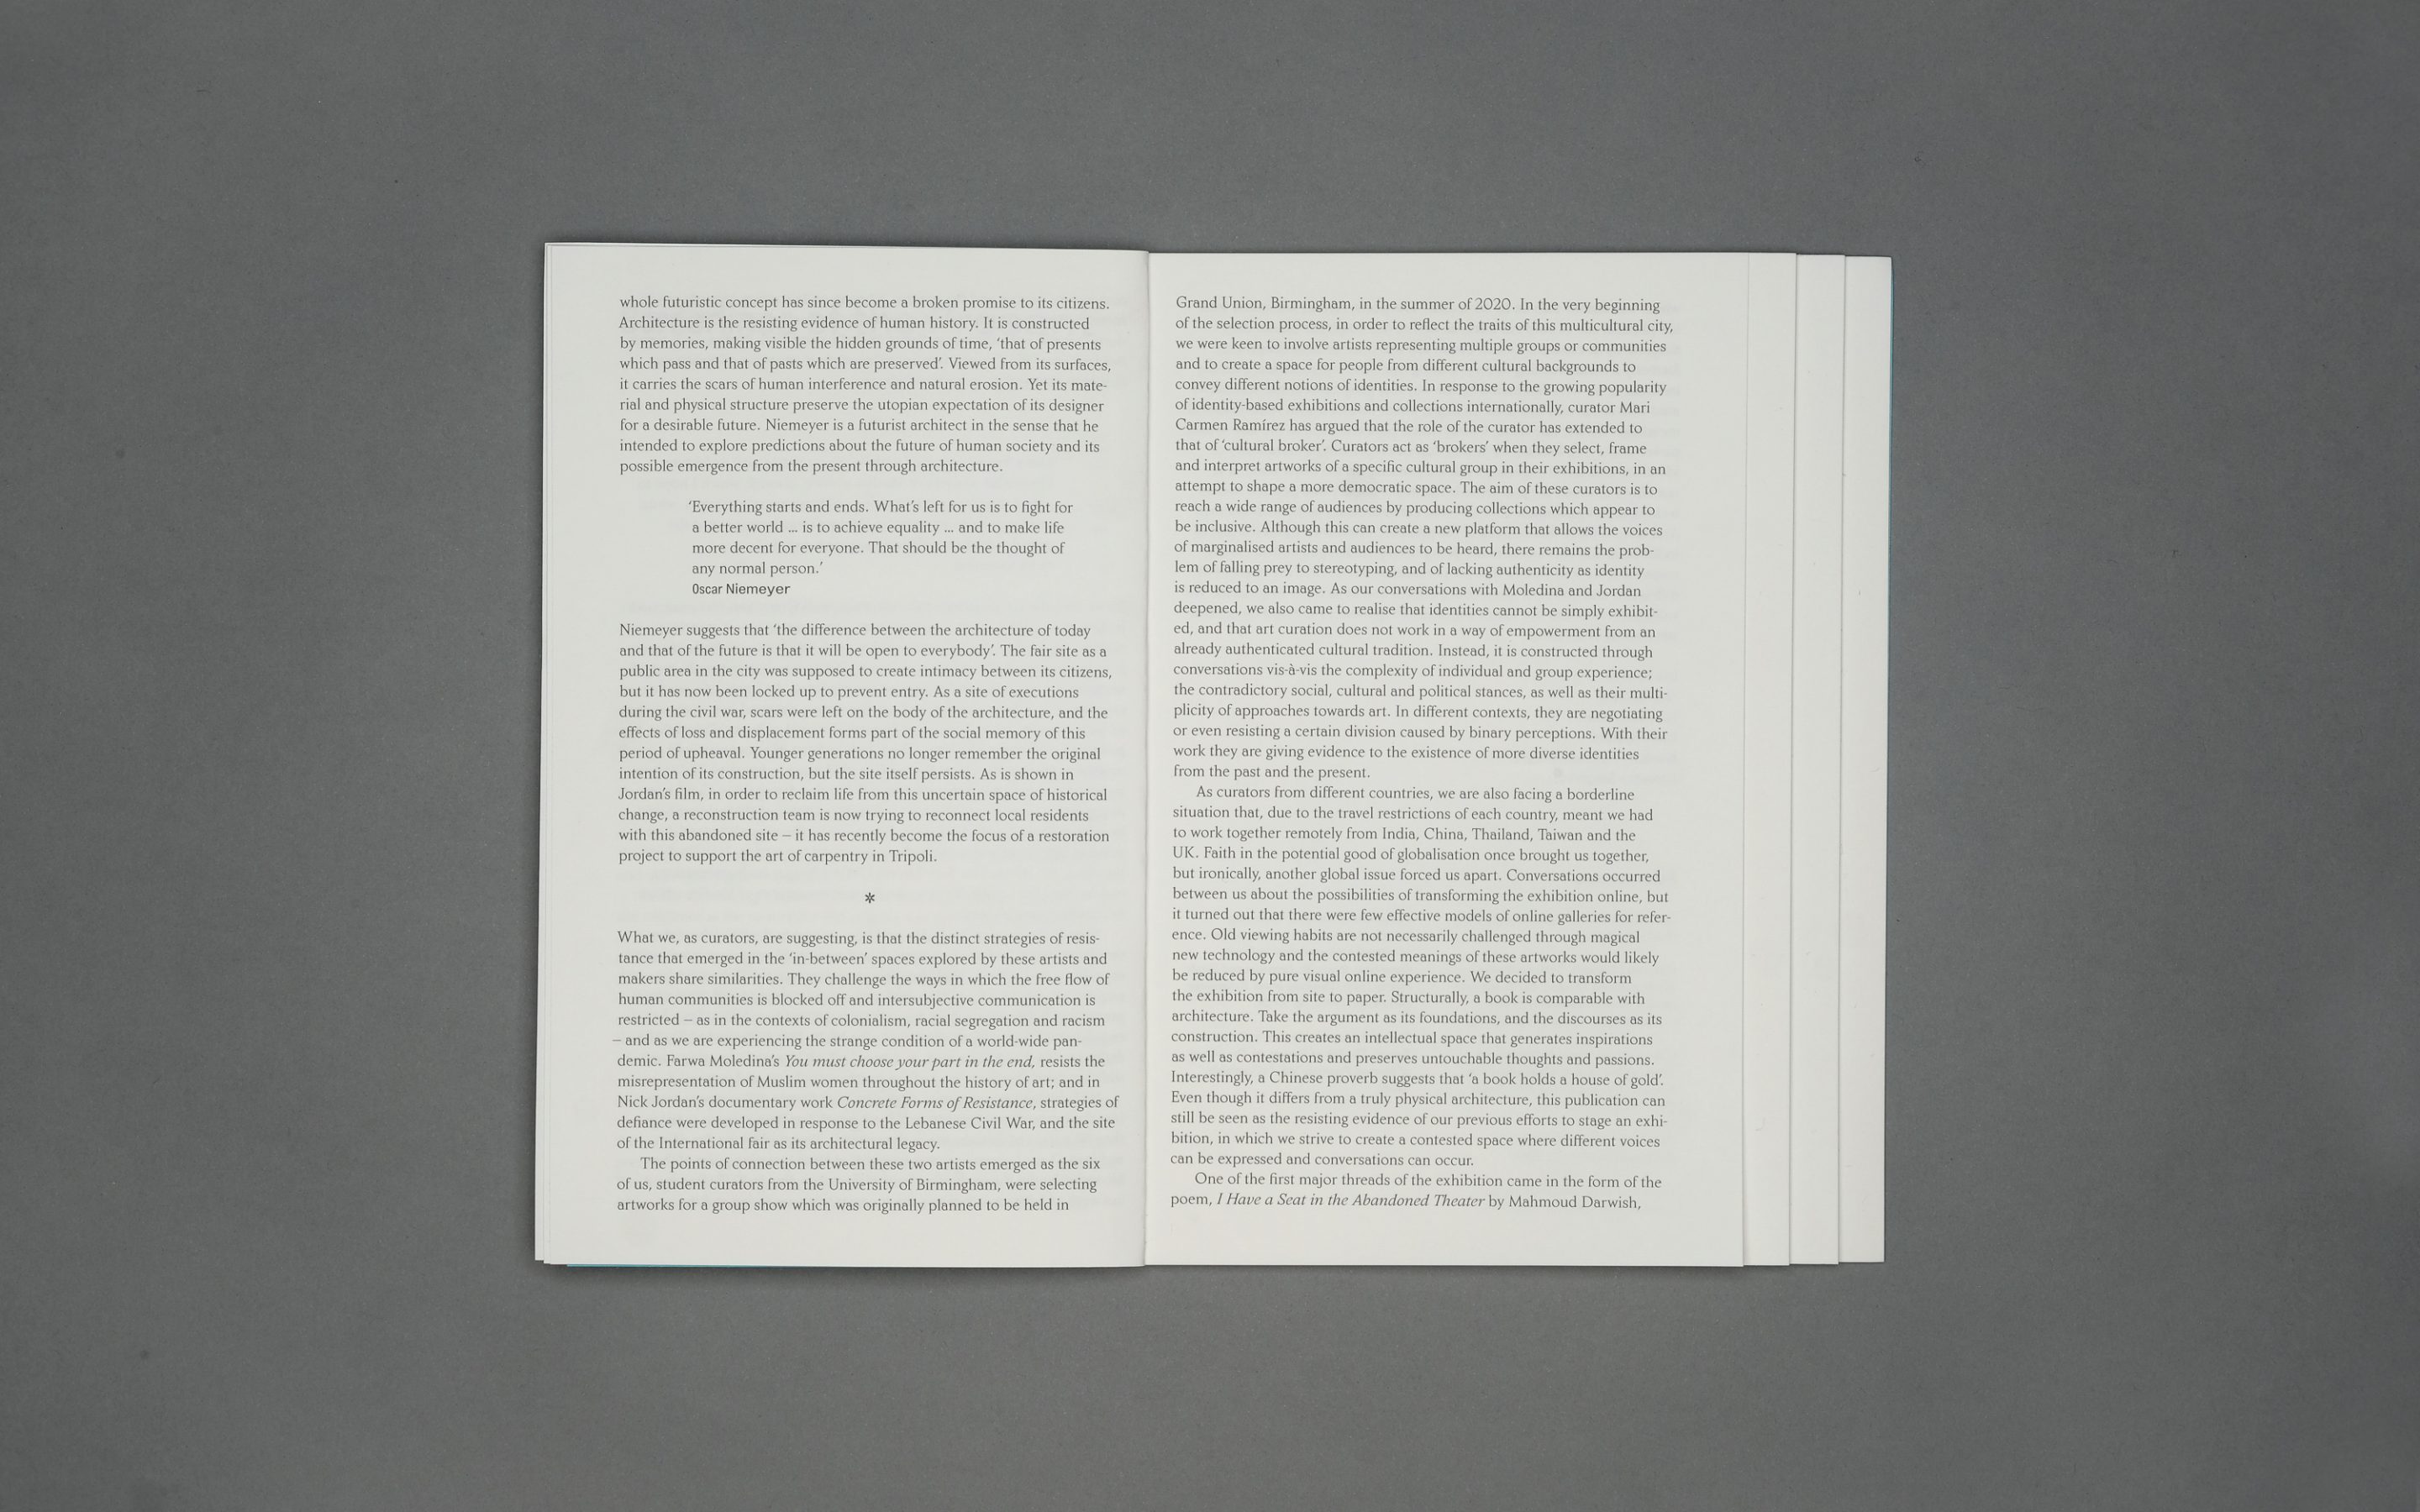 whole futuristic concept has since become a broken promise to its citizens.
Architecture is the resisting evidence of human history. It is constructed
by memories, making visible the hidden grounds of time, ‘that of presents
which pass and that of pasts which are preserved’. Viewed from its surfaces,
it carries the scars of human interference and natural erosion. Yet its mate-
rial and physical structure preserve the utopian expectation of its designer
for a desirable future. Niemeyer is a futurist architect in the sense that he
intended to explore predictions about the future of human society and its
possible emergence from the present through architecture.
‘Everything starts and ends. What’s left for us is to fight for
a better world ... is to achieve equality ... and to make life
more decent for everyone. That should be the thought of
any normal person.’
Oscar Niemeyer
Niemeyer suggests that ‘the difference between the architecture of today
and that of the future is that it will be open to everybody’. The fair site as a
public area in the city was supposed to create intimacy between its citizens,
but it has now been locked up to prevent entry. As a site of executions
during the civil war, scars were left on the body of the architecture, and the
effects of loss and displacement forms part of the social memory of this
period of upheaval. Younger generations no longer remember the original
intention of its construction, but the site itself persists. As is shown in
Jordan’s film, in order to reclaim life from this uncertain space of historical
change, a reconstruction team is now trying to reconnect local residents
with this abandoned site – it has recently become the focus of a restoration
project to support the art of carpentry in Tripoli.
*
What we, as curators, are suggesting, is that the distinct strategies of resis-
tance that emerged in the ‘in-between’ spaces explored by these artists and
makers share similarities. They challenge the ways in which the free flow of
human communities is blocked off and intersubjective communication is
restricted – as in the contexts of colonialism, racial segregation and racism
– and as we are experiencing the strange condition of a world-wide pan-
demic. Farwa Moledina’s You must choose your part in the end, resists the
misrepresentation of Muslim women throughout the history of art; and in
Nick Jordan’s documentary work Concrete Forms of Resistance, strategies of
defiance were developed in response to the Lebanese Civil War, and the site
of the International fair as its architectural legacy.
The points of connection between these two artists emerged as the six
of us, student curators from the University of Birmingham, were selecting
artworks for a group show which was originally planned to be held in
Grand Union, Birmingham, in the summer of 2020. In the very beginning
of the selection process, in order to reflect the traits of this multicultural city,
we were keen to involve artists representing multiple groups or communities
and to create a space for people from different cultural backgrounds to
convey different notions of identities. In response to the growing popularity
of identity-based exhibitions and collections internationally, curator Mari
Carmen Ramírez has argued that the role of the curator has extended to
that of ‘cultural broker’. Curators act as ‘brokers’ when they select, frame
and interpret artworks of a specific cultural group in their exhibitions, in an
attempt to shape a more democratic space. The aim of these curators is to
reach a wide range of audiences by producing collections which appear to
be inclusive. Although this can create a new platform that allows the voices
of marginalised artists and audiences to be heard, there remains the prob-
lem of falling prey to stereotyping, and of lacking authenticity as identity
is reduced to an image. As our conversations with Moledina and Jordan
deepened, we also came to realise that identities cannot be simply exhibit-
ed, and that art curation does not work in a way of empowerment from an
already authenticated cultural tradition. Instead, it is constructed through
conversations vis-à-vis the complexity of individual and group experience;
the contradictory social, cultural and political stances, as well as their multi-
plicity of approaches towards art. In different contexts, they are negotiating
or even resisting a certain division caused by binary perceptions. With their
work they are giving evidence to the existence of more diverse identities
from the past and the present.
As curators from different countries, we are also facing a borderline
situation that, due to the travel restrictions of each country, meant we had
to work together remotely from India, China, Thailand, Taiwan and the
UK. Faith in the potential good of globalisation once brought us together,
but ironically, another global issue forced us apart. Conversations occurred
between us about the possibilities of transforming the exhibition online, but
it turned out that there were few effective models of online galleries for refer-
ence. Old viewing habits are not necessarily challenged through magical
new technology and the contested meanings of these artworks would likely
be reduced by pure visual online experience. We decided to transform
the exhibition from site to paper. Structurally, a book is comparable with
architecture. Take the argument as its foundations, and the discourses as its
construction. This creates an intellectual space that generates inspirations
as well as contestations and preserves untouchable thoughts and passions.
Interestingly, a Chinese proverb suggests that ‘a book holds a house of gold’.
Even though it differs from a truly physical architecture, this publication can
still be seen as the resisting evidence of our previous efforts to stage an exhi-
bition, in which we strive to create a contested space where different voices
can be expressed and conversations can occur.
One of the first major threads of the exhibition came in the form of the
poem, I Have a Seat in the Abandoned Theater by Mahmoud Darwish,